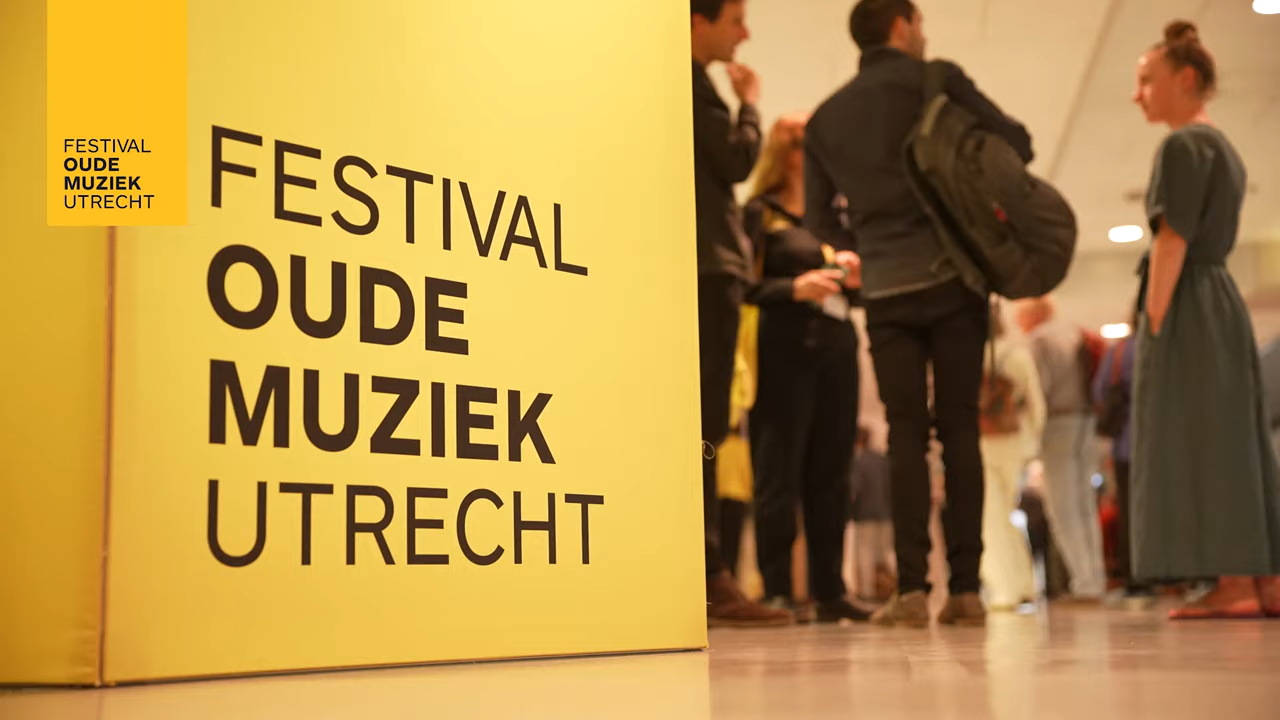 FESTIVAL
OUDE
MUZIEK
UTRECHT
FESTIVAL
OUDE
MUZIEK
UTRECHT